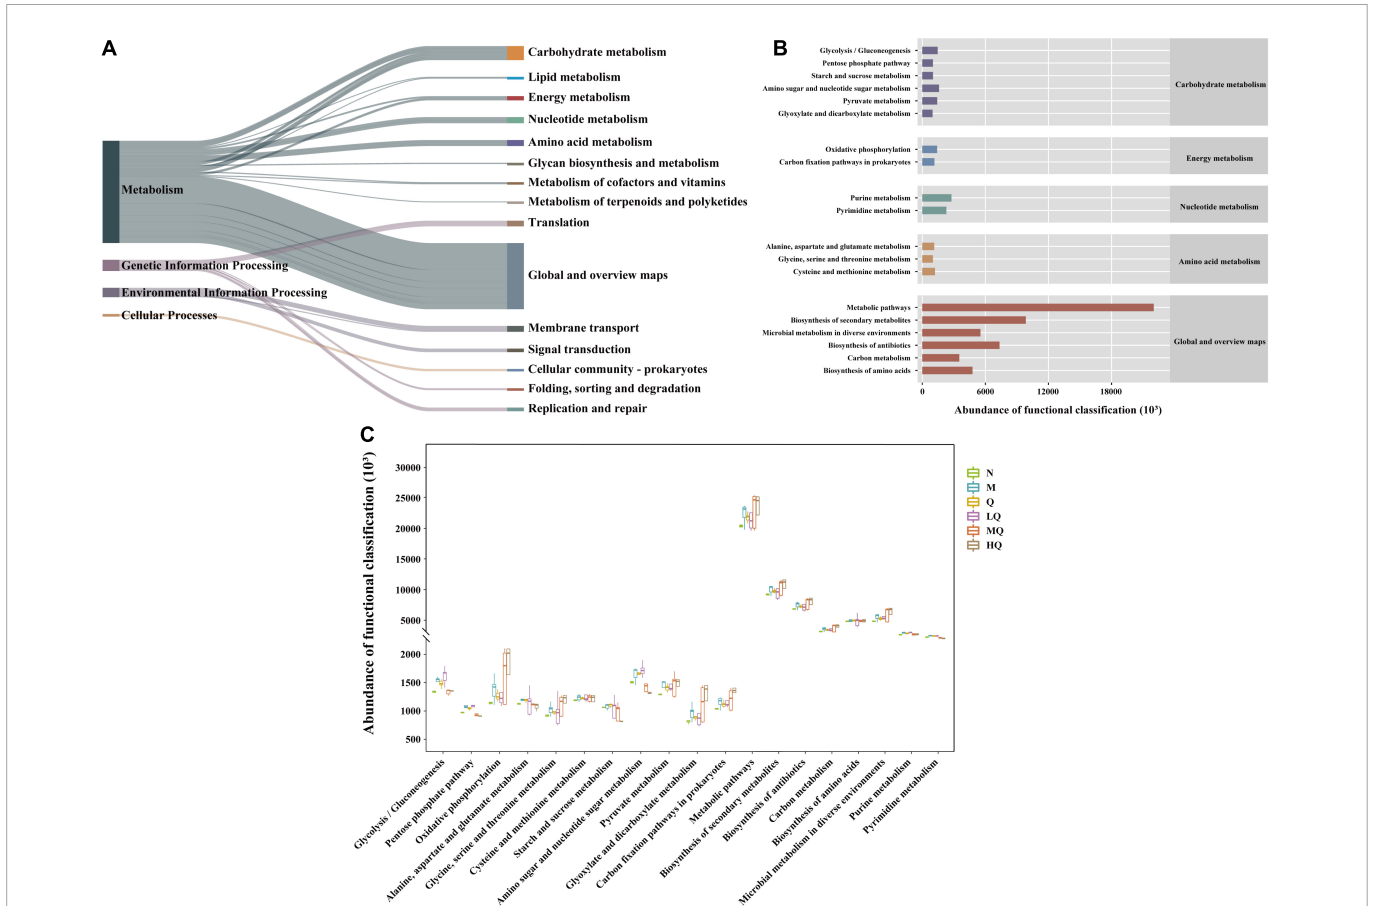 A
Carbohydrate metabolism
Lipid metabolism
Energy metabolism
Nucleotide metabolism
Amino acid metabolism
Glycan biosynthesis and metabolism
Metabolism
Metabolism of cofactors and vitamins
Metabolism of terpenoids and polyketides
Translation
Genetic Information Processing
Global and overview maps
Environmental Information Processing
Cellular Processes
Membrane transport
Signal transduction
Cellular community - prokaryotes
Folding, sorting and degradation
Replication and repair
B
Glycolysis / Gluconeogenesis
Pentose phosphate pathway
Starch and sucrose metabolism
Amino sugar and nucleotide sugar metabolism
Pyruvate metabolism
Glyoxylate and dicarboxylate metabolism
Carbohydrate metabolism
Oxidative phosphorylation
Carbon fixation pathways in prokaryotes
Energy metabolism
Purine metabolism
Pyrimidine metabolism
Nucleotide metabolism
Alanine, aspartate and glutamate metabolism
Glycine, serine and threonine metabolism
Cysteine and methionine metabolism
Amino acid metabolism
Metabolic pathways
Biosynthesis of secondary metabolites
Microbial metabolism in diverse environments
Biosynthesis of antibiotics
Carbon metabolism
Biosynthesis of amino acids
Global and overview maps
0 6000 12000 18000
Abundance of functional classification (10³)
C
Abundance of functional classification (10³)
30000
25000
20000
15000
10000
5000
2000
1500
1000
500
N
M
Q
LQ
MQ
HQ
Glycolysis / Gluconeogenesis
Pentose phosphate pathway
Oxidative phosphorylation
Alanine, aspartate and glutamate metabolism
Glycine, serine and threonine metabolism
Cysteine and methionine metabolism
Starch and sucrose metabolism
Amino sugar and nucleotide sugar metabolism
Pyruvate metabolism
Glyoxylate and dicarboxylate metabolism
Carbon fixation pathways in prokaryotes
Metabolic pathways
Biosynthesis of secondary metabolites
Biosynthesis of antibiotics
Carbon metabolism
Biosynthesis of amino acids
Microbial metabolism in diverse environments
Purine metabolism
Pyrimidine metabolism